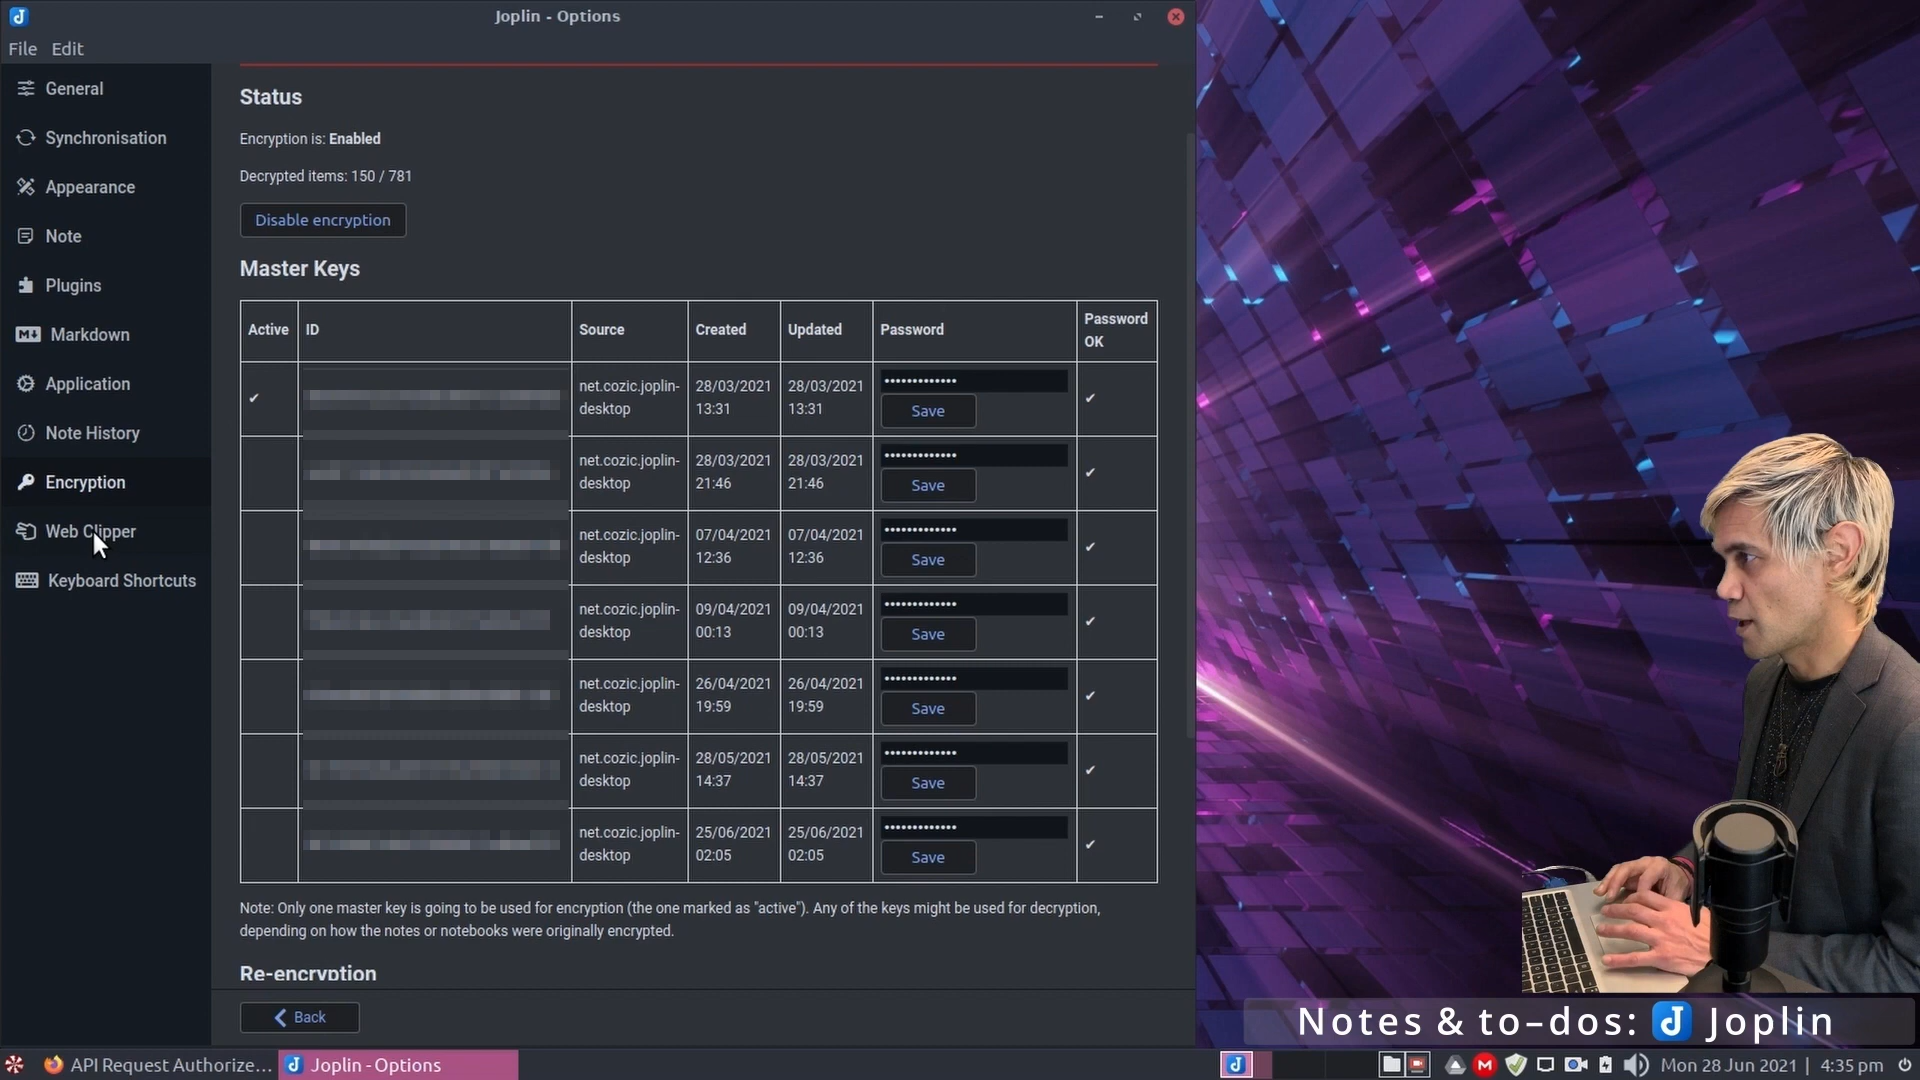 Joplin - Options
File Edit
General
Synchronisation
Appearance
Note
Plugins
Markdown
Application
Note History
Encryption
Web Clipper
Keyboard Shortcuts
Status
Encryption is: Enabled
Decrypted items: 150 / 781
Disable encryption
Master Keys
Active ID Source Created Updated Password Password OK
✔ net.cozic.joplin-desktop 28/03/2021 13:31 28/03/2021 13:31 ••••••••••••• Save ✔
net.cozic.joplin-desktop 28/03/2021 21:46 28/03/2021 21:46 ••••••••••••• Save ✔
net.cozic.joplin-desktop 07/04/2021 12:36 07/04/2021 12:36 ••••••••••••• Save ✔
net.cozic.joplin-desktop 09/04/2021 00:13 09/04/2021 00:13 ••••••••••••• Save ✔
net.cozic.joplin-desktop 26/04/2021 19:59 26/04/2021 19:59 ••••••••••••• Save ✔
net.cozic.joplin-desktop 28/05/2021 14:37 28/05/2021 14:37 ••••••••••••• Save ✔
net.cozic.joplin-desktop 25/06/2021 02:05 25/06/2021 02:05 ••••••••••••• Save ✔
Note: Only one master key is going to be used for encryption (the one marked as "active"). Any of the keys might be used for decryption,
depending on how the notes or notebooks were originally encrypted.
Re-encryption
Back
Notes & to-dos: Joplin
API Request Authorize... Joplin - Options Mon 28 Jun 2021 | 4:35 pm